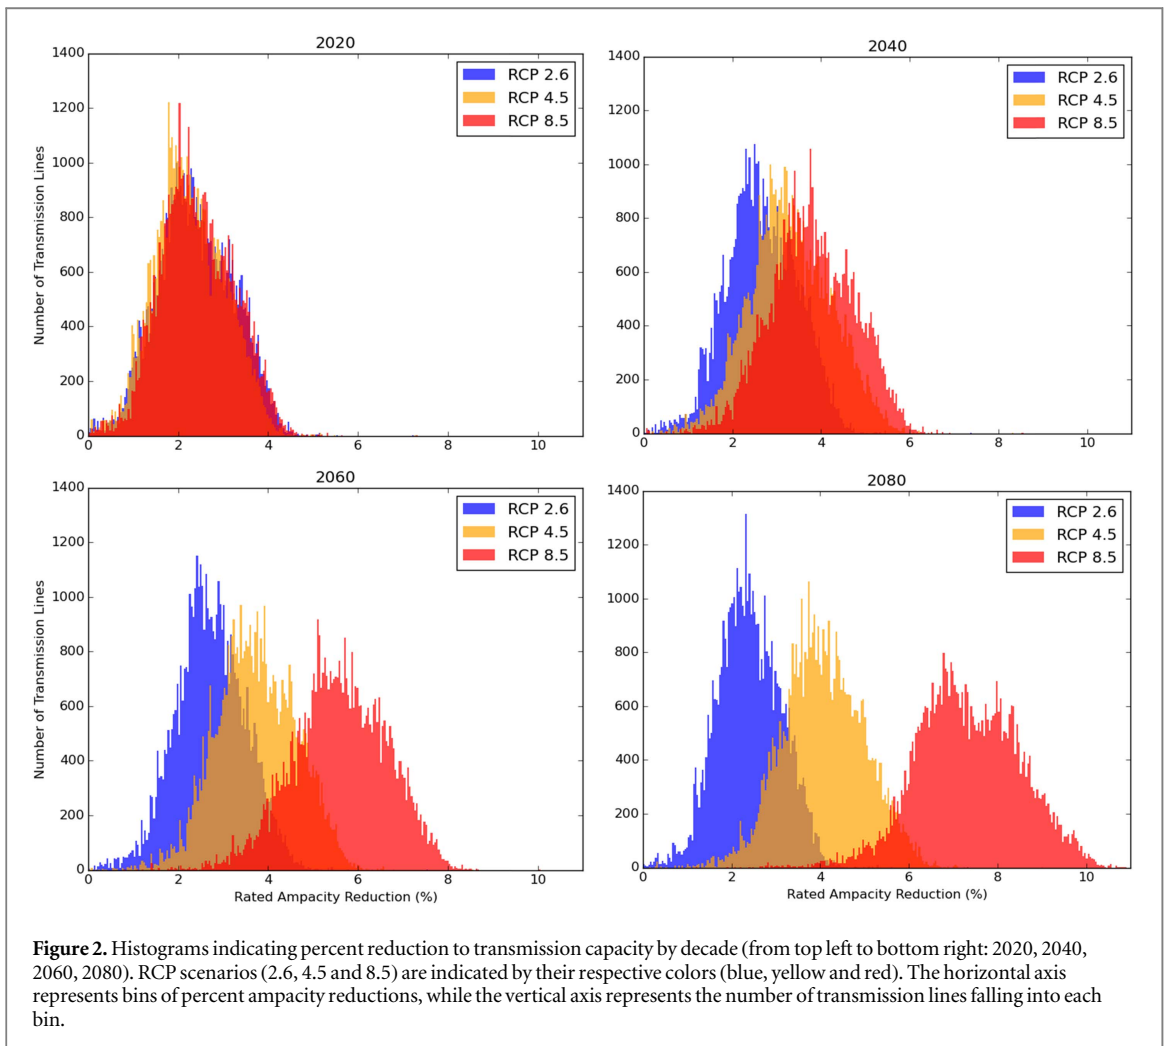 2020
1400
1200
1000
800
600
400
200
0
0 2 4 6 8 10
Number of Transmission Lines
RCP 2.6
RCP 4.5
RCP 8.5
2040
1400
1200
1000
800
600
400
200
0
0 2 4 6 8 10
RCP 2.6
RCP 4.5
RCP 8.5
2060
1400
1200
1000
800
600
400
200
0
0 2 4 6 8 10
Number of Transmission Lines
Rated Ampacity Reduction (%)
RCP 2.6
RCP 4.5
RCP 8.5
2080
1400
1200
1000
800
600
400
200
0
0 2 4 6 8 10
Rated Ampacity Reduction (%)
RCP 2.6
RCP 4.5
RCP 8.5
Figure 2. Histograms indicating percent reduction to transmission capacity by decade (from top left to bottom right: 2020, 2040,
2060, 2080). RCP scenarios (2.6, 4.5 and 8.5) are indicated by their respective colors (blue, yellow and red). The horizontal axis
represents bins of percent ampacity reductions, while the vertical axis represents the number of transmission lines falling into each
bin.